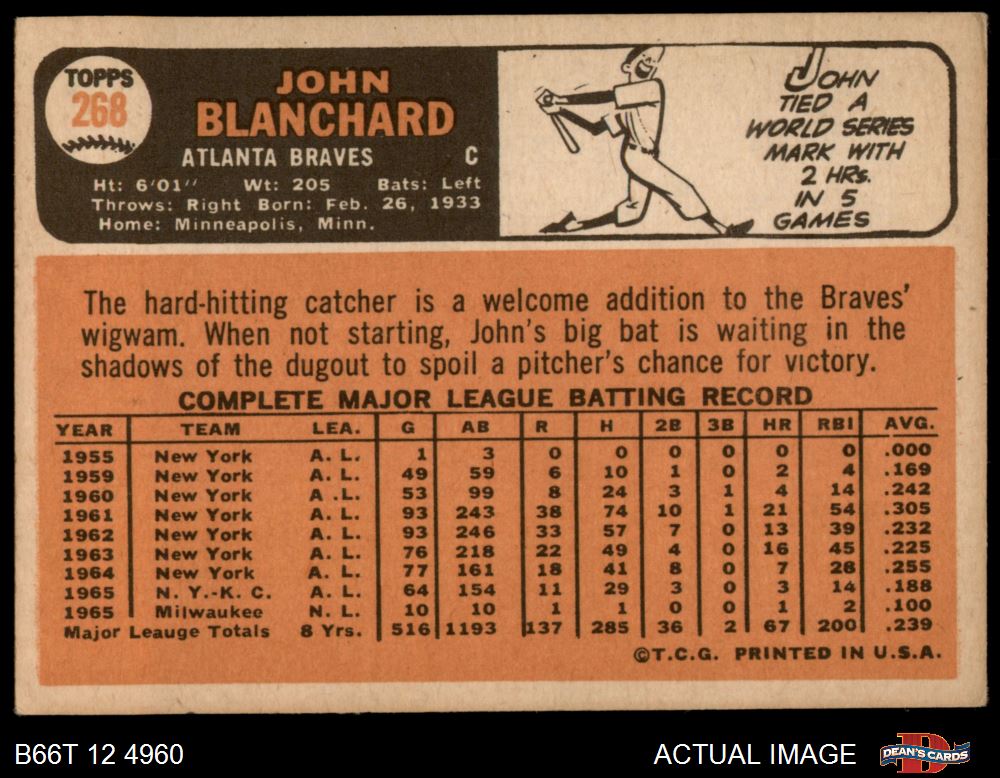 TOPPS
268
JOHN
BLANCHARD
ATLANTA BRAVES C
Ht: 6'01" Wt: 205 Bats: Left
Throws: Right Born: Feb. 26, 1933
Home: Minneapolis, Minn.
JOHN
TIED A
WORLD SERIES
MARK WITH
2 HRs.
IN 5
GAMES
The hard-hitting catcher is a welcome addition to the Braves'
wigwam. When not starting, John's big bat is waiting in the
shadows of the dugout to spoil a pitcher's chance for victory.
COMPLETE MAJOR LEAGUE BATTING RECORD
YEAR TEAM LEA. G AB R H 2B 3B HR RBI AVG.
1955 New York A. L. 1 3 0 0 0 0 0 0 .000
1959 New York A. L. 49 59 6 10 1 0 2 4 .169
1960 New York A .L. 53 99 8 24 3 1 4 14 .242
1961 New York A. L. 93 243 38 74 10 1 21 54 .305
1962 New York A. L. 93 246 33 57 7 0 13 39 .232
1963 New York A. L. 76 218 22 49 4 0 16 45 .225
1964 New York A. L. 77 161 18 41 8 0 7 28 .255
1965 N. Y.-K. C. A. L. 64 154 11 29 3 0 3 14 .188
1965 Milwaukee N. L. 10 10 1 1 0 0 1 2 .100
Major Leauge Totals 8 Yrs. 516 1193 137 285 36 2 67 200 .239
©T.C.G. PRINTED IN U.S.A.
B66T 12 4960 ACTUAL IMAGE DEAN'S CARDS